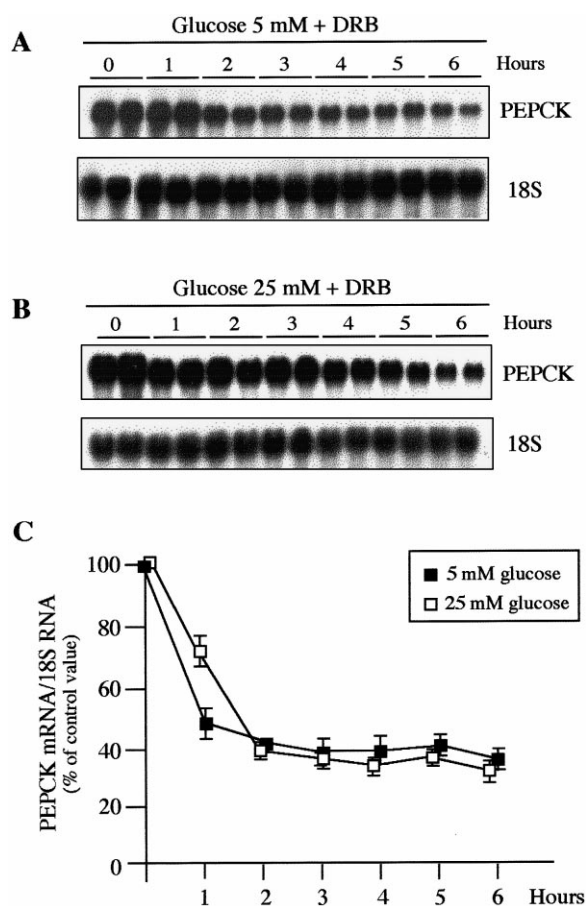 A
Glucose 5 mM + DRB
0 1 2 3 4 5 6 Hours
PEPCK
18S
B
Glucose 25 mM + DRB
0 1 2 3 4 5 6 Hours
PEPCK
18S
C
PEPCK mRNA/18S RNA
(% of control value)
100
80
60
40
20
0
5 mM glucose
25 mM glucose
1 2 3 4 5 6 Hours